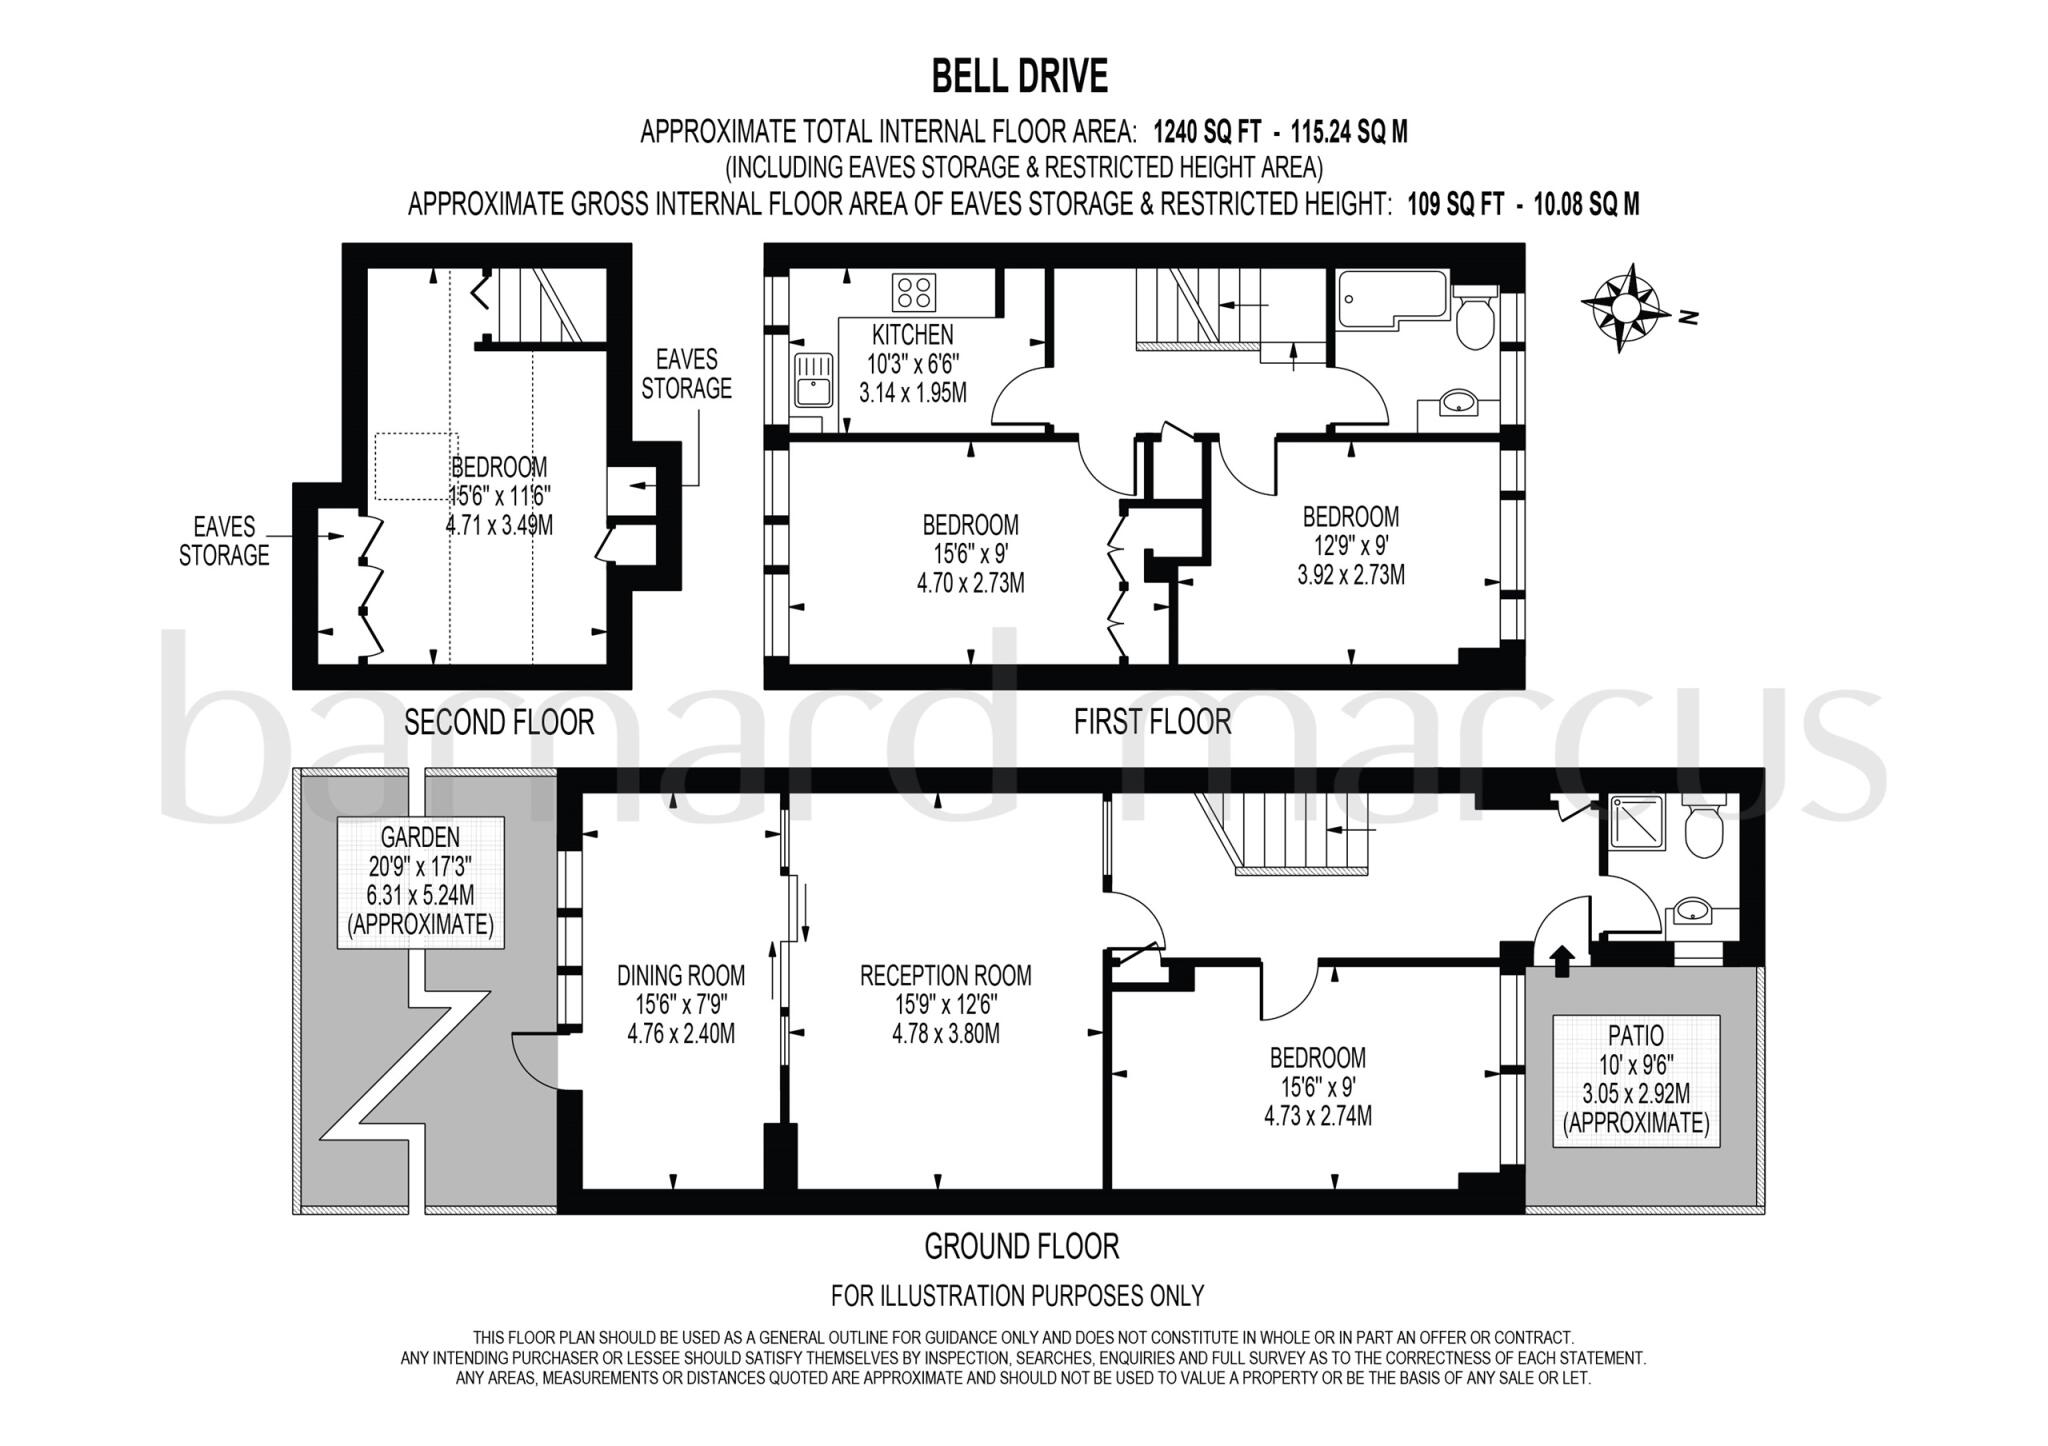 BELL DRIVE
APPROXIMATE TOTAL INTERNAL FLOOR AREA: 1240 SQ FT - 115.24 SQ M
(INCLUDING EAVES STORAGE & RESTRICTED HEIGHT AREA)
APPROXIMATE GROSS INTERNAL FLOOR AREA OF EAVES STORAGE & RESTRICTED HEIGHT: 109 SQ FT - 10.08 SQ M
EAVES
STORAGE
BEDROOM
15'6" x 11'6"
4.71 x 3.49M
EAVES
STORAGE
SECOND FLOOR
KITCHEN
10'3" x 6'6"
3.14 x 1.95M
BEDROOM
15'6" x 9'
4.70 x 2.73M
BEDROOM
12'9" x 9'
3.92 x 2.73M
N
FIRST FLOOR
barnard marcus
GARDEN
20'9" x 17'3"
6.31 x 5.24M
(APPROXIMATE)
DINING ROOM
15'6" x 7'9"
4.76 x 2.40M
RECEPTION ROOM
15'9" x 12'6"
4.78 x 3.80M
BEDROOM
15'6" x 9'
4.73 x 2.74M
PATIO
10' x 9'6"
3.05 x 2.92M
(APPROXIMATE)
GROUND FLOOR
FOR ILLUSTRATION PURPOSES ONLY
THIS FLOOR PLAN SHOULD BE USED AS A GENERAL OUTLINE FOR GUIDANCE ONLY AND DOES NOT CONSTITUTE IN WHOLE OR IN PART AN OFFER OR CONTRACT.
ANY INTENDING PURCHASER OR LESSEE SHOULD SATISFY THEMSELVES BY INSPECTION, SEARCHES, ENQUIRIES AND FULL SURVEY AS TO THE CORRECTNESS OF EACH STATEMENT.
ANY AREAS, MEASUREMENTS OR DISTANCES QUOTED ARE APPROXIMATE AND SHOULD NOT BE USED TO VALUE A PROPERTY OR BE THE BASIS OF ANY SALE OR LET.